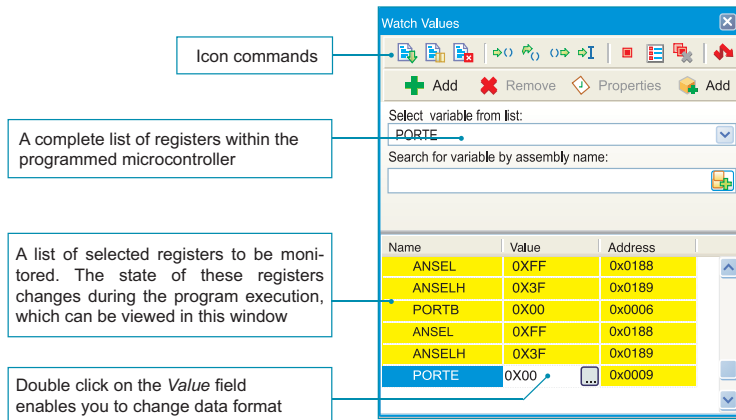 Watch Values
Icon commands
Add Remove Properties Add
Select variable from list:
PORTE
A complete list of registers within the
programmed microcontroller
Search for variable by assembly name:
Name Value Address
ANSEL 0XFF 0x0188
ANSELH 0X3F 0x0189
PORTB 0X00 0x0006
ANSEL 0XFF 0x0188
ANSELH 0X3F 0x0189
PORTE 0X00 ... 0x0009
A list of selected registers to be moni-
tored. The state of these registers
changes during the program execution,
which can be viewed in this window
Double click on the Value field
enables you to change data format